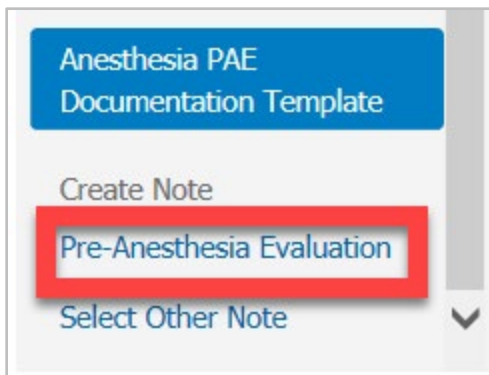 Anesthesia PAE
Documentation Template
Create Note
Pre-Anesthesia Evaluation
Select Other Note